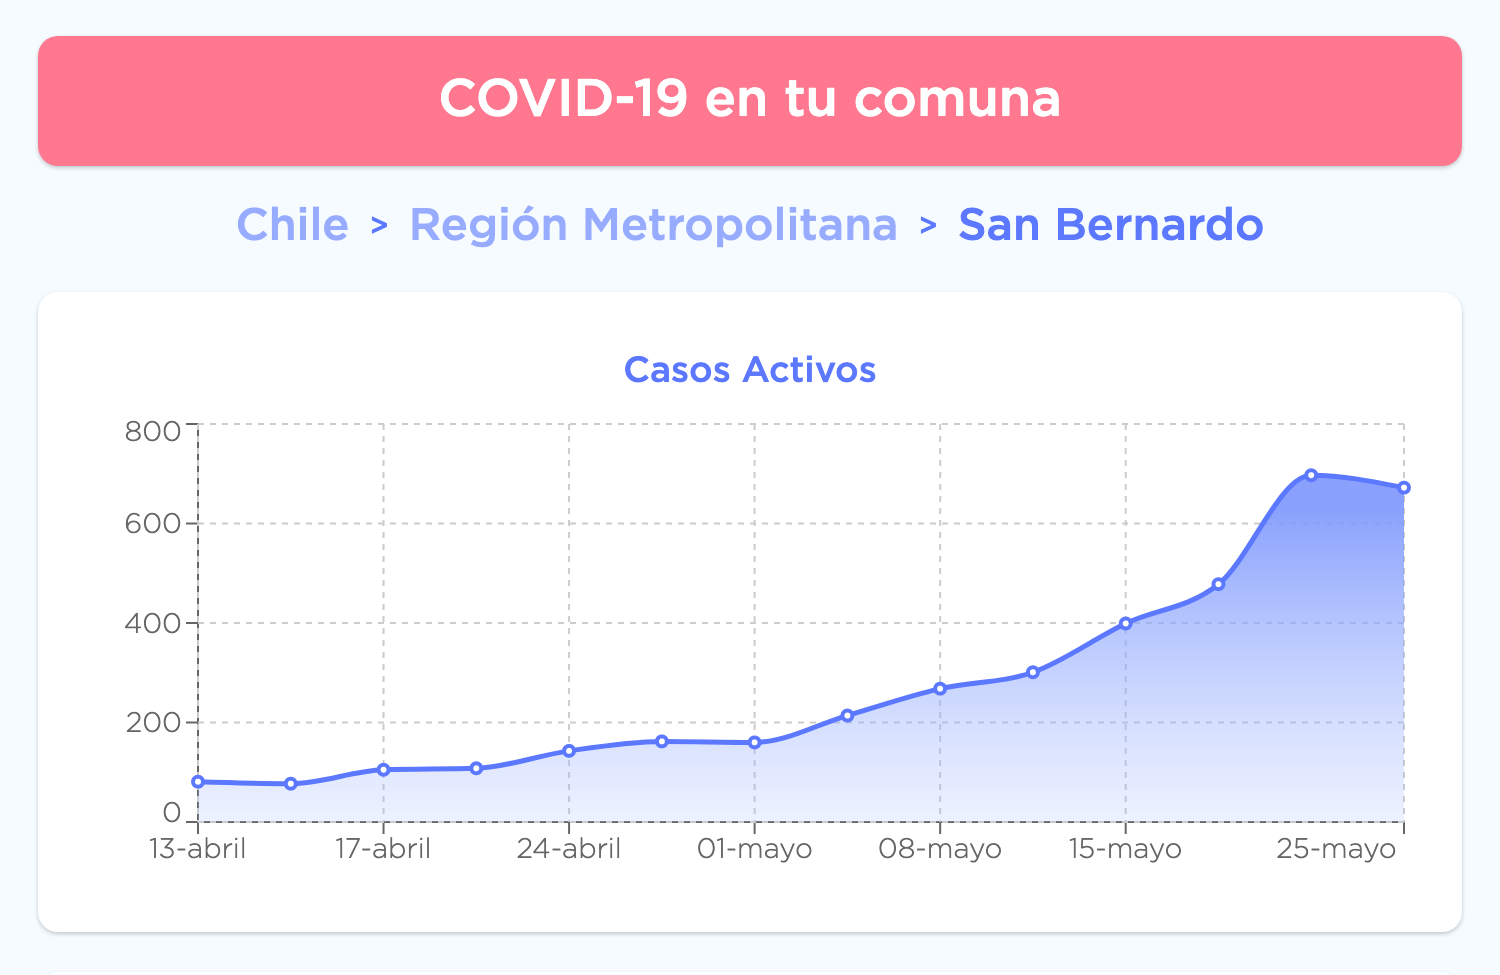 COVID-19 en tu comuna
Chile > Región Metropolitana > San Bernardo
Casos Activos
800
600
400
200
0
13-abril 17-abril 24-abril 01-mayo 08-mayo 15-mayo 25-mayo